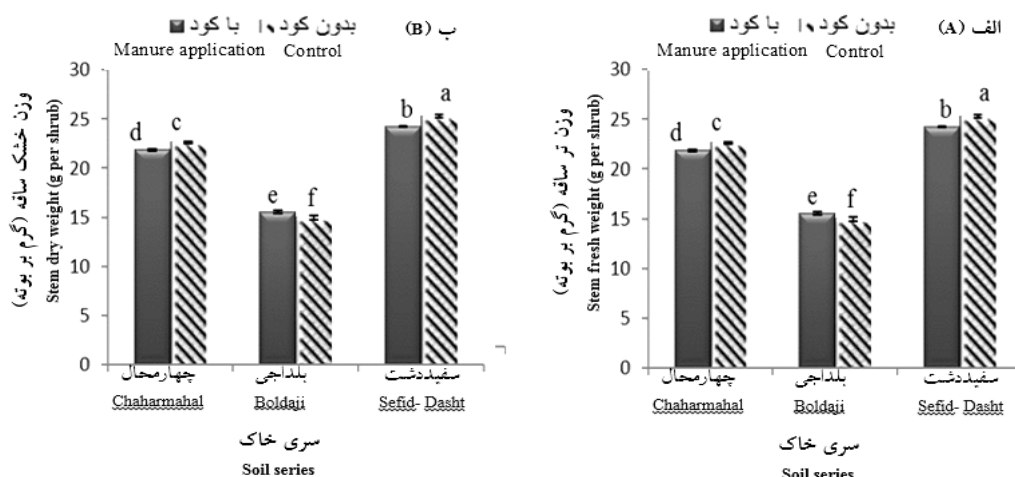 الف (A)
با کود بدون کود
Manure application Control
وزن تر ساقه (گرم بر بوته)
Stem fresh weight (g per shrub)
30
25
20
15
10
5
0
d c e f b a
چهارمحال بلداجی سفیددشت
Chaharmahal Boldaji Sefid- Dasht
سری خاک
Soil series
ب (B)
با کود بدون کود
Manure application Control
وزن خشک ساقه (گرم بر بوته)
Stem dry weight (g per shrub)
30
25
20
15
10
5
0
d c e f b a
چهارمحال بلداجی سفیددشت
Chaharmahal Boldaji Sefid- Dasht
سری خاک
Soil series